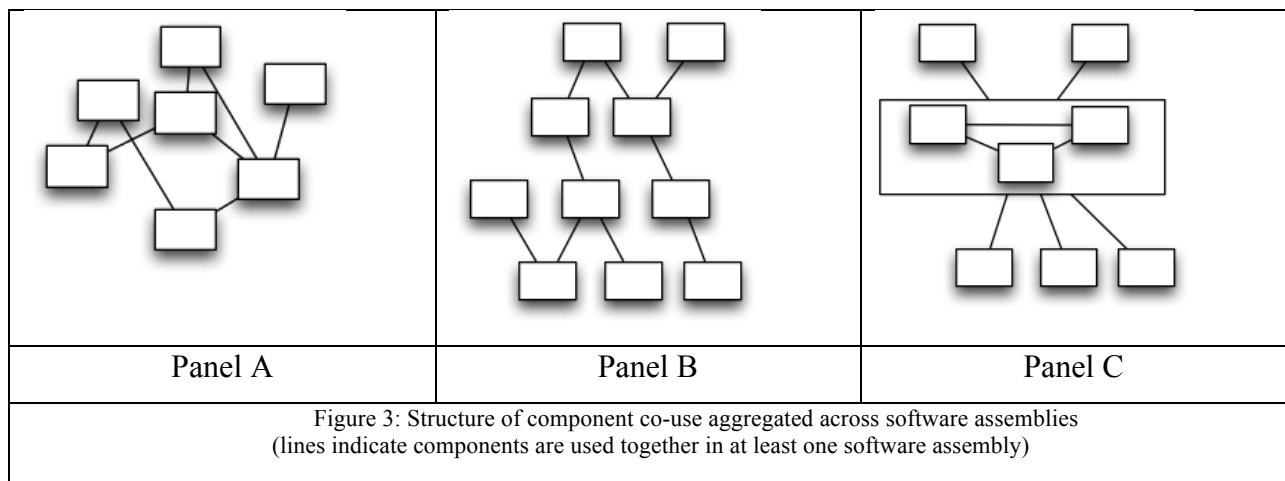 Panel A
Panel B
Panel C
Figure 3: Structure of component co-use aggregated across software assemblies
(lines indicate components are used together in at least one software assembly)